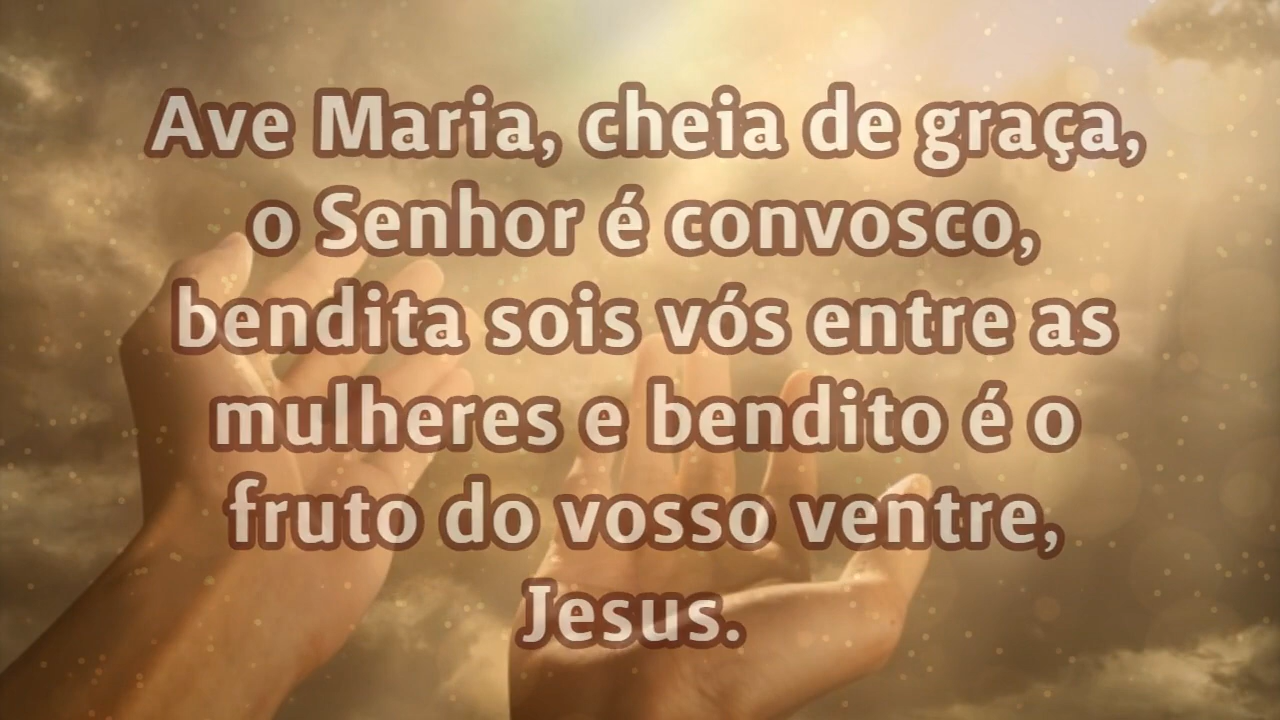 Ave Maria, cheia de graça,
o Senhor é convosco,
bendita sois vós entre as
mulheres e bendito é o
fruto do vosso ventre,
Jesus.